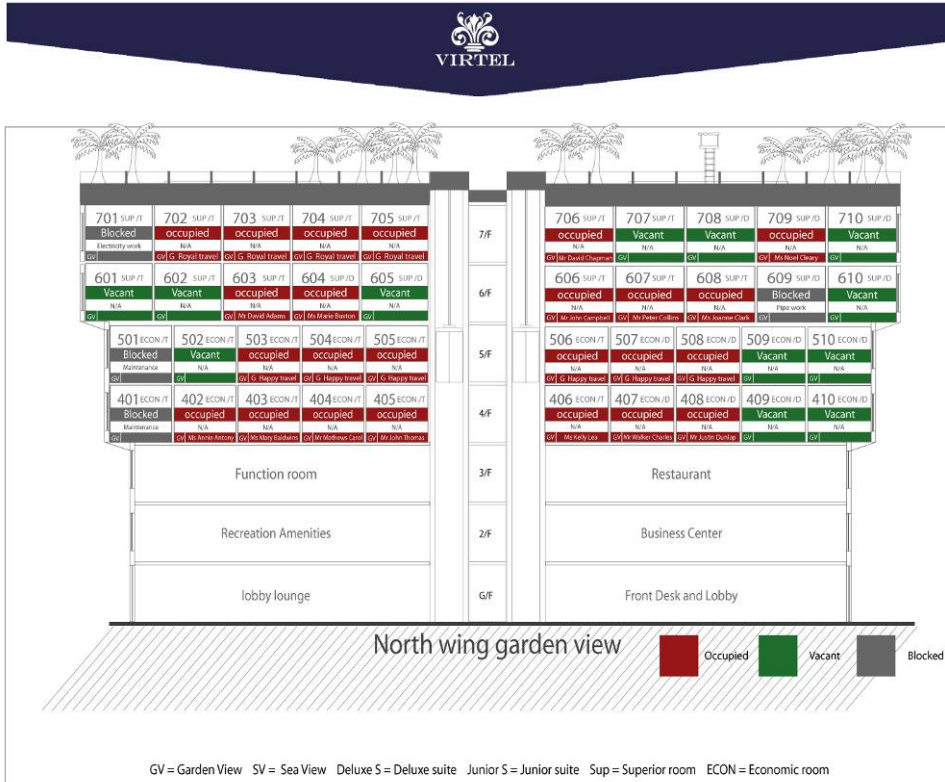 VIRTEL
701 SUP /T 702 SUP /T 703 SUP /T 704 SUP /T 705 SUP /T
Blocked occupied occupied occupied occupied
Electricity work N/A N/A N/A N/A
GV GV G Royal travel GV G Royal travel GV G Royal travel GV G Royal travel
7/F
706 SUP /T 707 SUP /T 708 SUP /D 709 SUP /D 710 SUP /D
occupied Vacant Vacant occupied Vacant
N/A N/A N/A N/A N/A
GV Mr David Chapman GV GV GV Ms Noel Cleary GV
601 SUP/T 602 SUP /T 603 SUP /T 604 SUP /D 605 SUP /D
Vacant Vacant occupied occupied Vacant
N/A N/A N/A N/A N/A
GV GV GV Mr David Adams GV Ms Marie Buxton GV
6/F
606 SUP /T 607 SUP /T 608 SUP /T 609 SUP /D 610 SUP /D
occupied occupied occupied Blocked Vacant
N/A N/A N/A Pipe work N/A
GV Mr John Campbell GV Mr Peter Collins GV Ms Joanne Clark GV GV
501 ECON /T 502 ECON /T 503 ECON /T 504 ECON /T 505 ECON /T
Blocked Vacant occupied occupied occupied
Maintenance N/A N/A N/A N/A
GV GV GV G Happy travel GV G Happy travel GV G Happy travel
5/F
506 ECON /T 507 ECON /D 508 ECON /D 509 ECON /D 510 ECON /D
occupied occupied occupied Vacant Vacant
N/A N/A N/A N/A N/A
GV G Happy travel GV G Happy travel GV G Happy travel GV GV
401 ECON /T 402 ECON /T 403 ECON /T 404 ECON /T 405 ECON /T
Blocked occupied occupied occupied occupied
Maintenance N/A N/A N/A N/A
GV GV Ms Annie Antony GV Ms Mary Baldwins GV Mr Mathews Carol GV Mr John Thomas
4/F
406 ECON /T 407 ECON /D 408 ECON /D 409 ECON /D 410 ECON /D
occupied occupied occupied Vacant Vacant
N/A N/A N/A N/A N/A
GV Ms Kelly Lea GV Mr Walker Charles GV Mr Justin Dunlap GV GV
Function room 3/F Restaurant
Recreation Amenities 2/F Business Center
lobby lounge G/F Front Desk and Lobby
North wing garden view
Occupied Vacant Blocked
GV = Garden View SV = Sea View Deluxe S = Deluxe suite Junior S = Junior suite Sup = Superior room ECON = Economic room